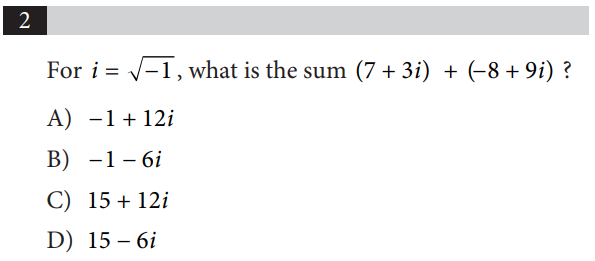 2
For i = √−1, what is the sum (7 + 3i) + (−8 + 9i) ?
A) −1 + 12i
B) −1 − 6i
C) 15 + 12i
D) 15 − 6i